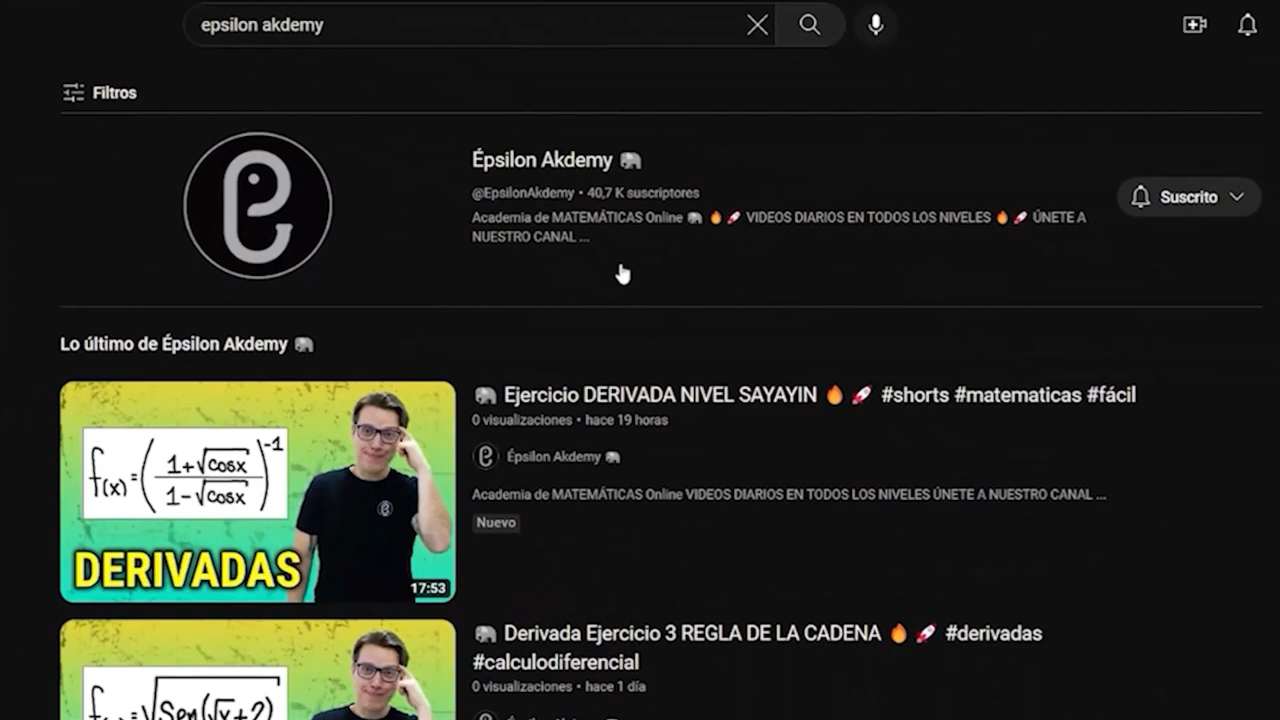 epsilon akdemy
Filtros
Épsilon Akdemy 🐘
@EpsilonAkdemy • 40,7 K suscriptores
Academia de MATEMÁTICAS Online 🐘 🔥 🚀 VIDEOS DIARIOS EN TODOS LOS NIVELES 🔥 🚀 ÚNETE A
NUESTRO CANAL ...
Suscrito
Lo último de Épsilon Akdemy 🐘
f(x)=((1+√cosx)/(1-√cosx))^-1
DERIVADAS
17:53
🐘 Ejercicio DERIVADA NIVEL SAYAYIN 🔥 🚀 #shorts #matematicas #fácil
0 visualizaciones • hace 19 horas
Épsilon Akdemy 🐘
Academia de MATEMÁTICAS Online VIDEOS DIARIOS EN TODOS LOS NIVELES ÚNETE A NUESTRO CANAL ...
Nuevo
🐘 Derivada Ejercicio 3 REGLA DE LA CADENA 🔥 🚀 #derivadas
#calculodiferencial
0 visualizaciones • hace 1 día